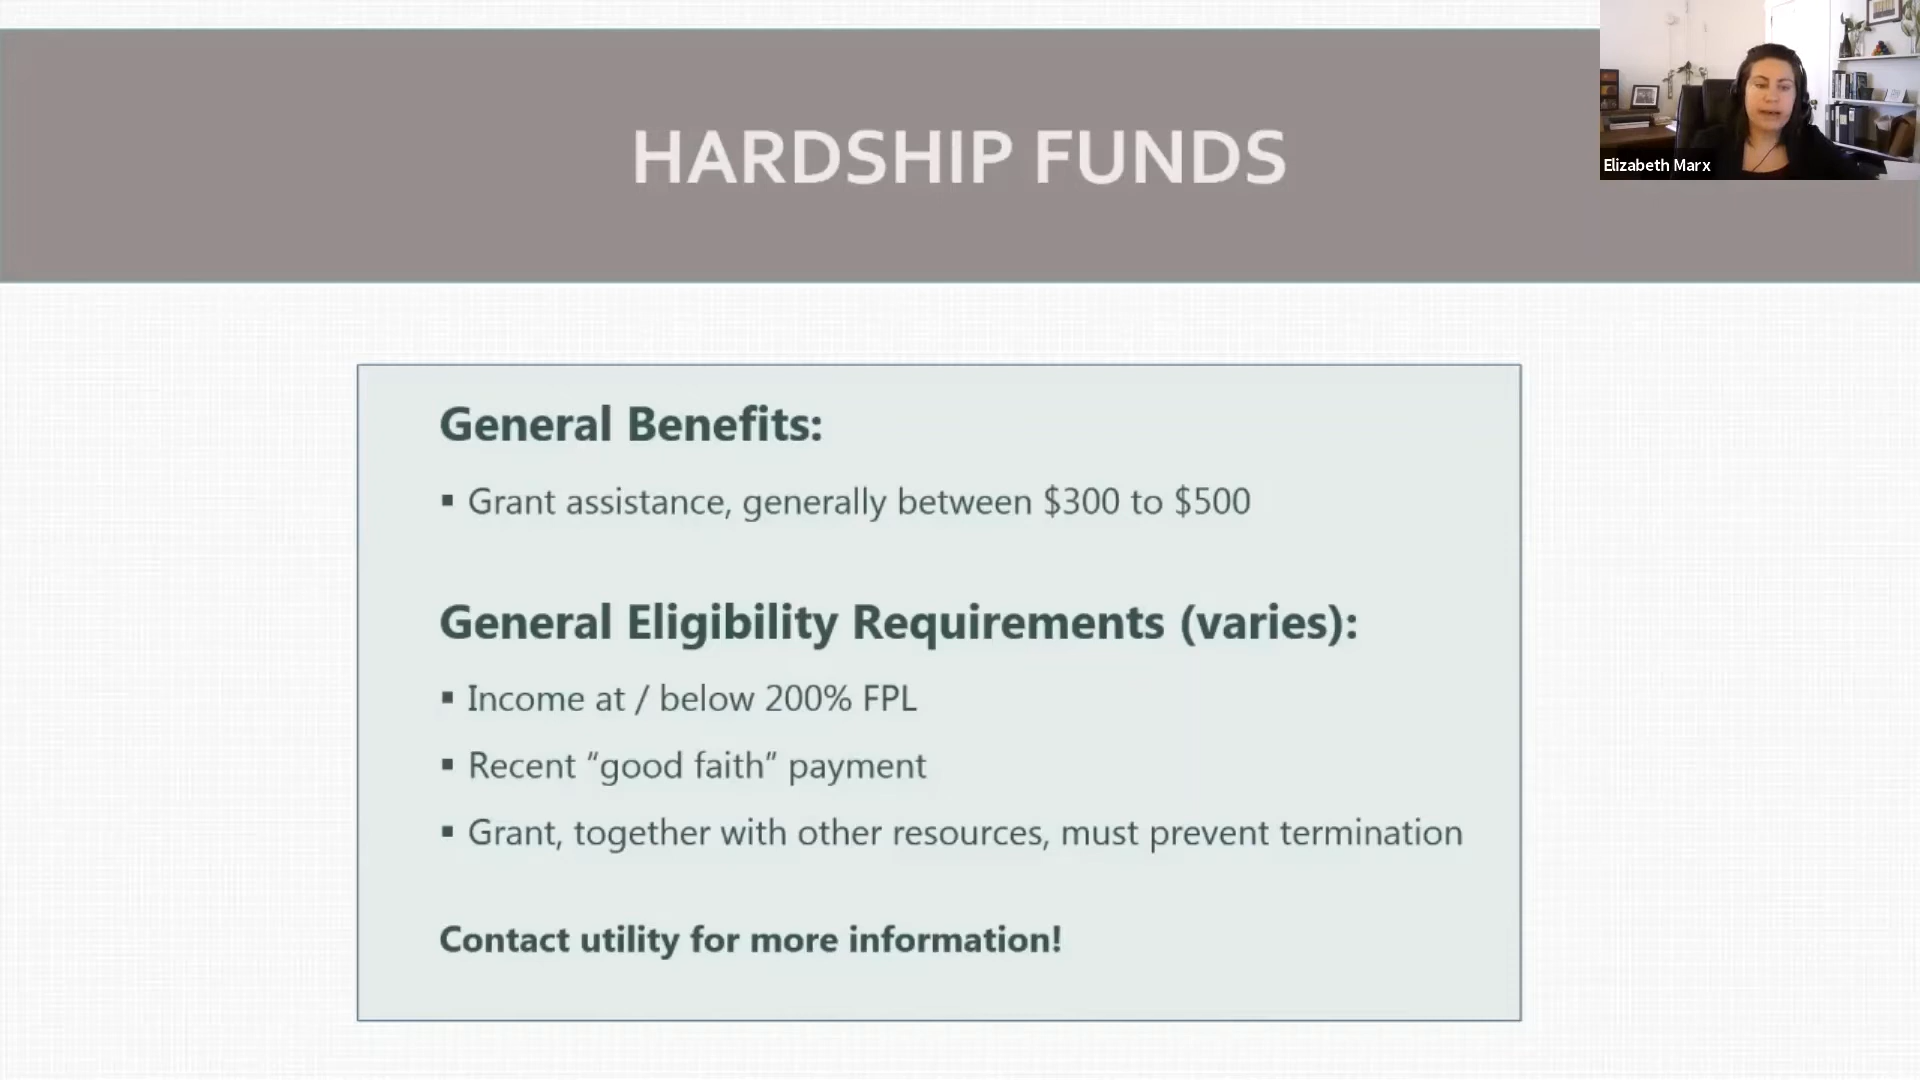 HARDSHIP FUNDS
Elizabeth Marx
General Benefits:
▪ Grant assistance, generally between $300 to $500
General Eligibility Requirements (varies):
▪ Income at / below 200% FPL
▪ Recent “good faith” payment
▪ Grant, together with other resources, must prevent termination
Contact utility for more information!